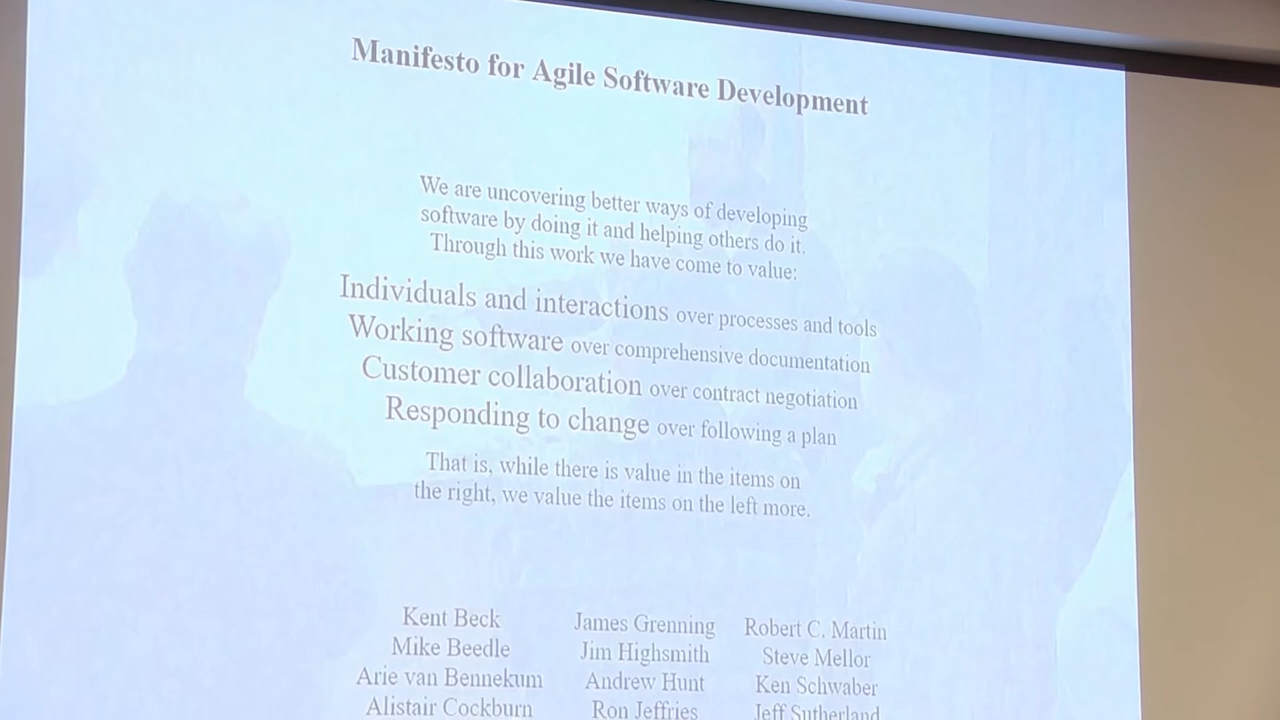 Manifesto for Agile Software Development
We are uncovering better ways of developing
software by doing it and helping others do it.
Through this work we have come to value:
Individuals and interactions over processes and tools
Working software over comprehensive documentation
Customer collaboration over contract negotiation
Responding to change over following a plan
That is, while there is value in the items on
the right, we value the items on the left more.
Kent Beck James Grenning Robert C. Martin
Mike Beedle Jim Highsmith Steve Mellor
Arie van Bennekum Andrew Hunt Ken Schwaber
Alistair Cockburn Ron Jeffries Jeff Sutherland